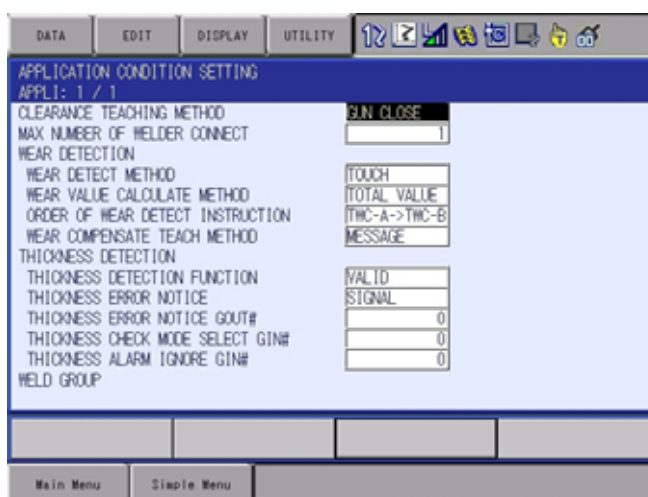 DATA EDIT DISPLAY UTILITY
APPLICATION CONDITION SETTING
APPLI: 1 / 1
CLEARANCE TEACHING METHOD GUN CLOSE
MAX NUMBER OF WELDER CONNECT 1
WEAR DETECTION
WEAR DETECT METHOD TOUCH
WEAR VALUE CALCULATE METHOD TOTAL VALUE
ORDER OF WEAR DETECT INSTRUCTION TWC-A->TWC-B
WEAR COMPENSATE TEACH METHOD MESSAGE
THICKNESS DETECTION
THICKNESS DETECTION FUNCTION VALID
THICKNESS ERROR NOTICE SIGNAL
THICKNESS ERROR NOTICE GOUT# 0
THICKNESS CHECK MODE SELECT GIN# 0
THICKNESS ALARM IGNORE GIN# 0
WELD GROUP
Main Menu Simple Menu